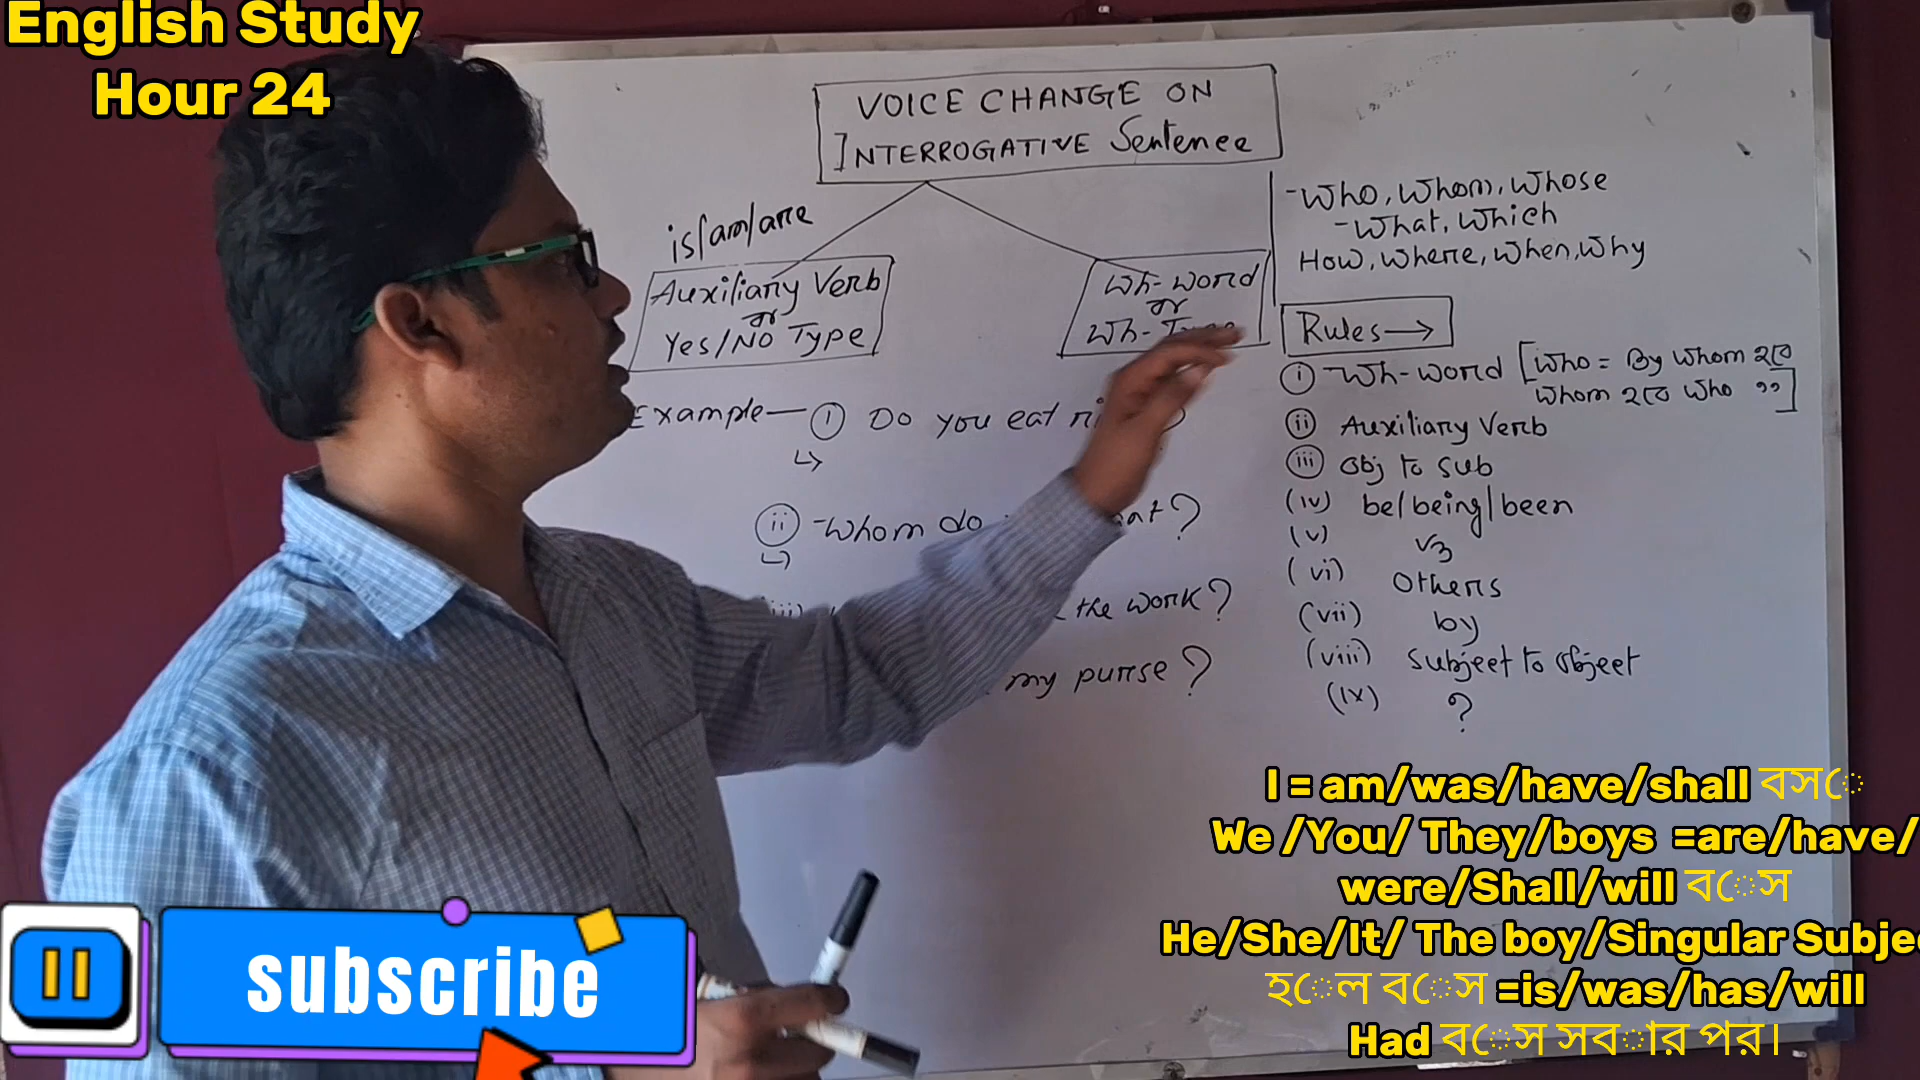 English Study
Hour 24
VOICE CHANGE ON
INTERROGATIVE Sentence
is/am/are
Auxiliary Verb
or
Yes/NO Type
Wh-word
or
Wh-Type
-Who, Whom, Whose
-What, Which
How, Where, When, Why
Rules→
(i) Wh-word [Who = By Whom হবে
Whom হবে Who ”]
(ii) Auxiliary Verb
(iii) obj to sub
(iv) be/being/been
(v) V3
(vi) others
(vii) by
(viii) subject to object
(ix) ?
Example— (i) Do you eat ?
(ii) -Whom do ?
the work?
my purse?
I = am/was/have/shall বসে
We /You/ They/boys =are/have/
were/Shall/will বসে
He/She/It/ The boy/Singular Subje
হলে বসে =is/was/has/will
Had বসে সবার পর।
subscribe